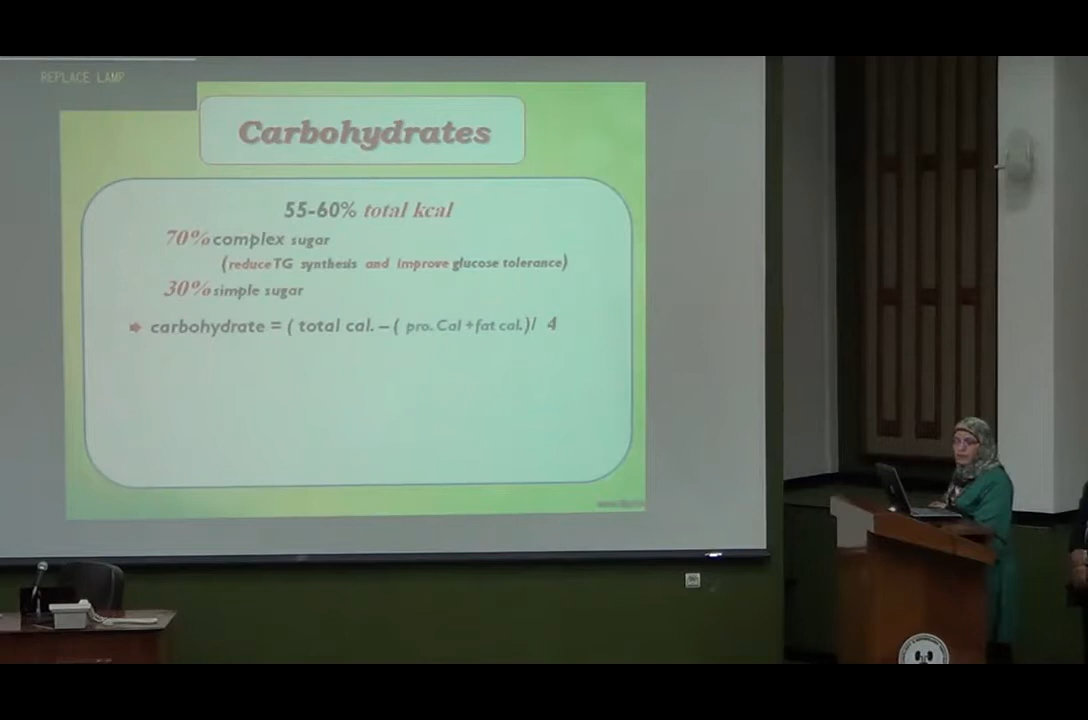 REPLACE LAMP
Carbohydrates
55-60% total kcal
70% complex sugar
(reduce TG synthesis and improve glucose tolerance)
30% simple sugar
carbohydrate = ( total cal. – ( pro. Cal +fat cal.)/ 4